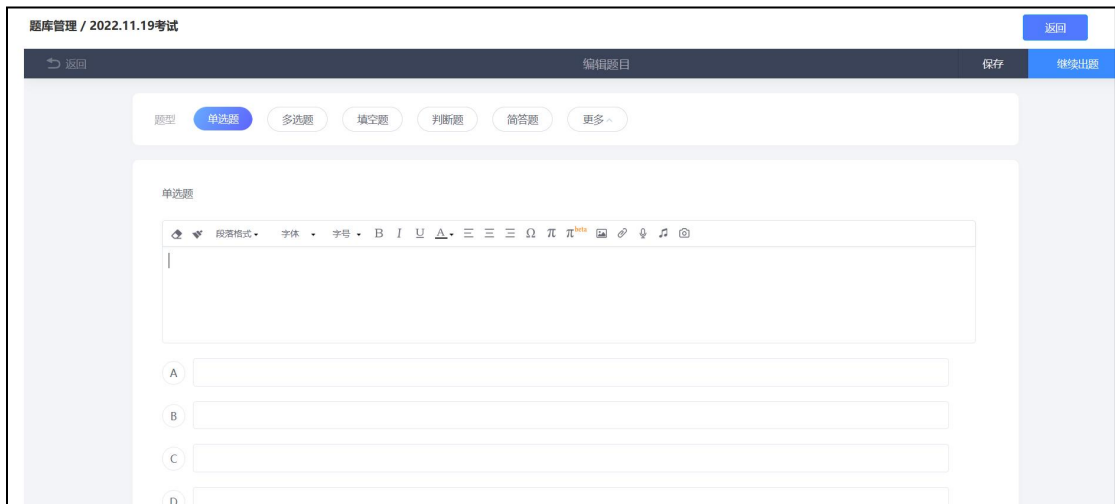 题库管理 / 2022.11.19考试 返回
返回 编辑题目 保存 继续出题
题型 单选题 多选题 填空题 判断题 简答题 更多
单选题
段落格式 字体 字号 B I U A Ω π π beta
A
B
C
D